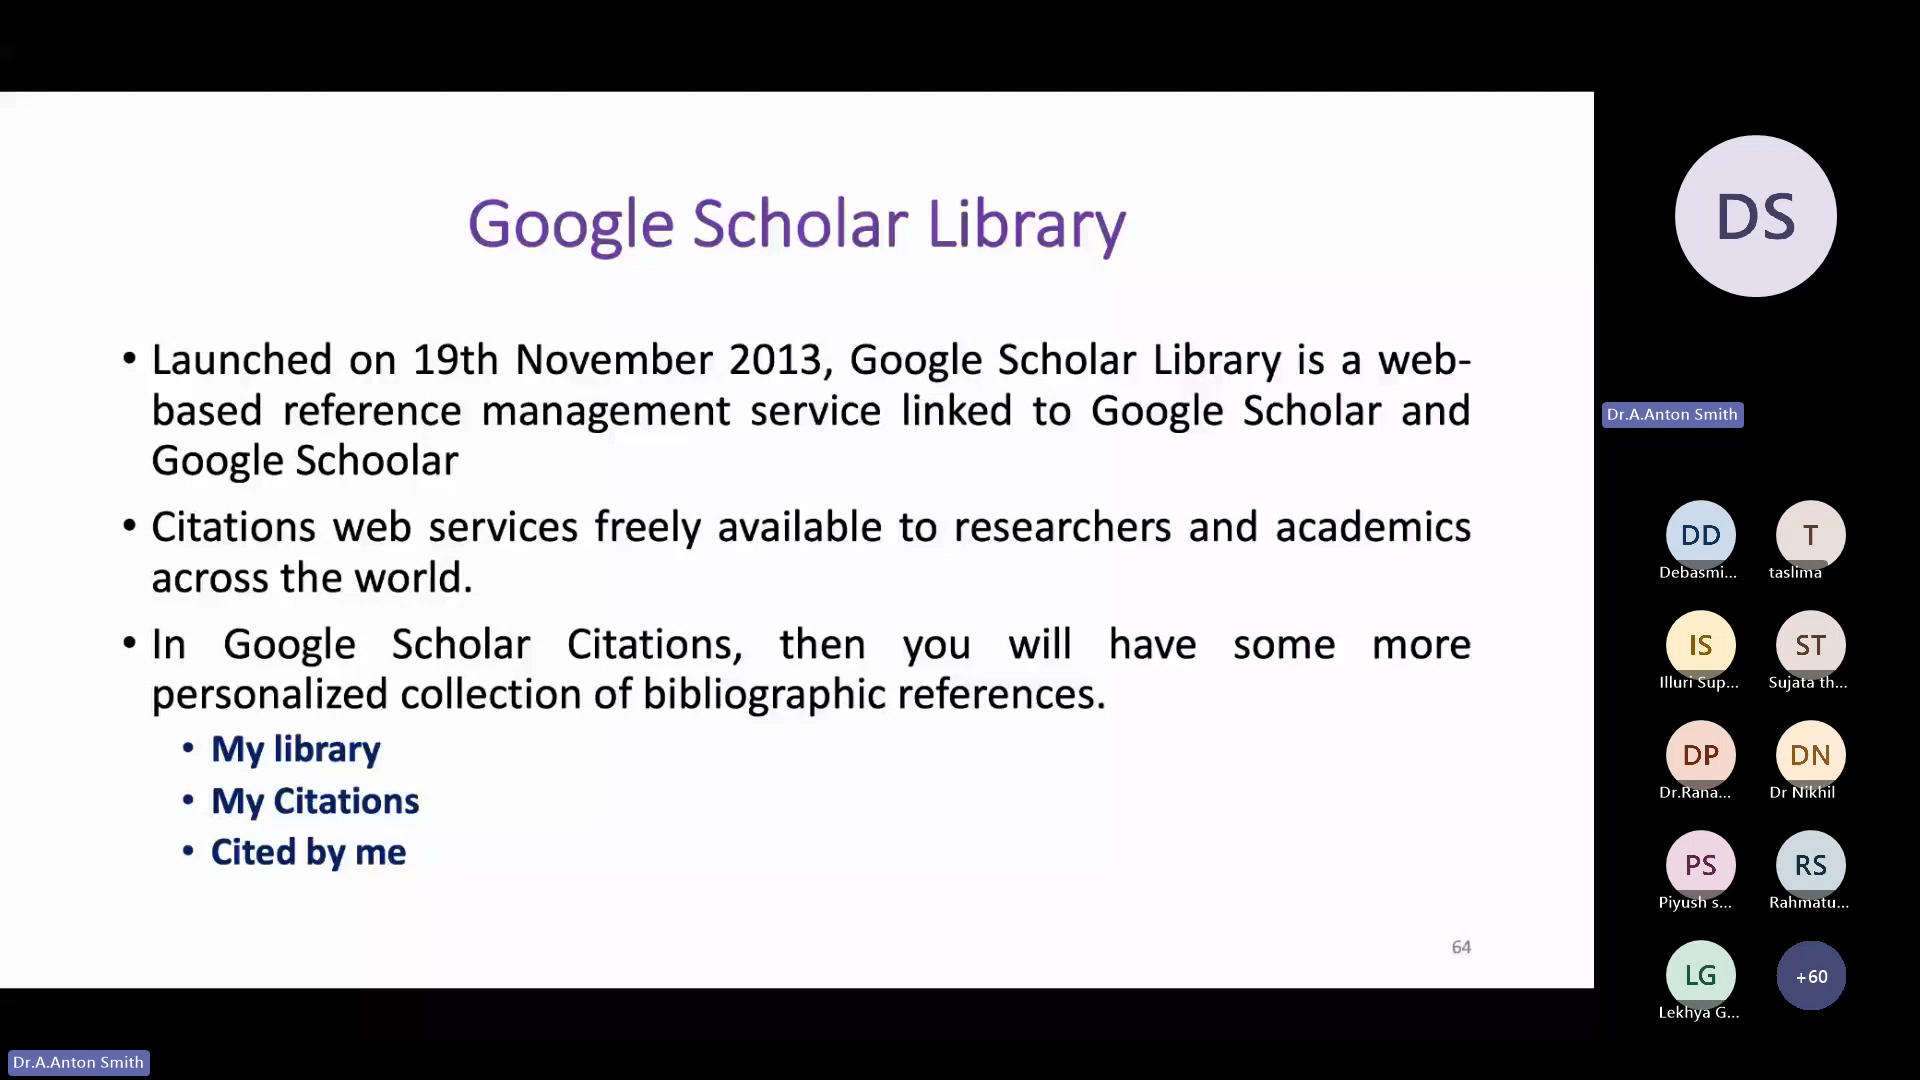 Google Scholar Library
• Launched on 19th November 2013, Google Scholar Library is a web-
based reference management service linked to Google Scholar and
Google Schoolar
• Citations web services freely available to researchers and academics
across the world.
• In Google Scholar Citations, then you will have some more
personalized collection of bibliographic references.
• My library
• My Citations
• Cited by me
64
DS
Dr.A.Anton Smith
DD T
Debasmi... taslima
IS ST
Illuri Sup... Sujata th...
DP DN
Dr.Rana... Dr Nikhil
PS RS
Piyush s... Rahmatu...
LG +60
Lekhya G...
Dr.A.Anton Smith